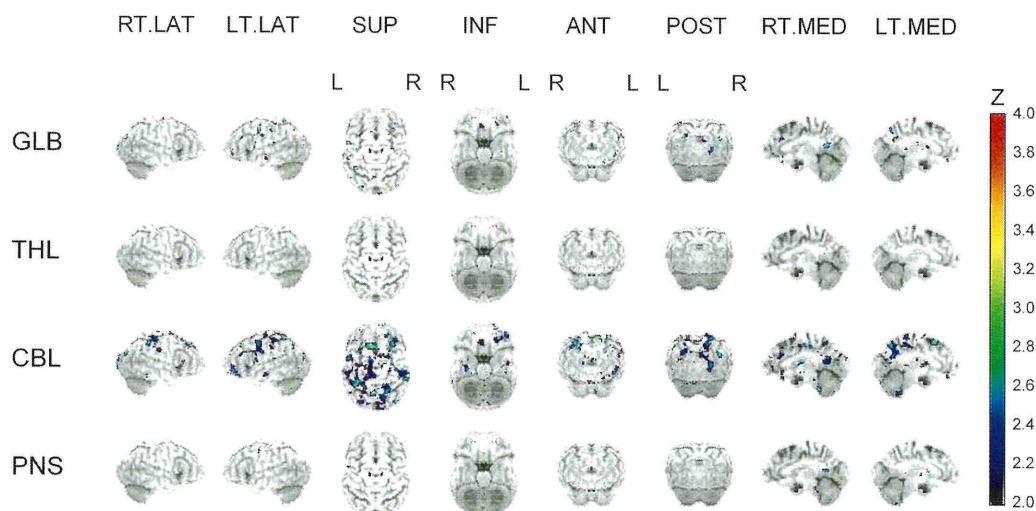 RT.LAT LT.LAT SUP INF ANT POST RT.MED LT.MED
L R R L R L L R
Z
GLB
THL
CBL
PNS
4.0
3.8
3.6
3.4
3.2
3.0
2.8
2.6
2.4
2.2
2.0